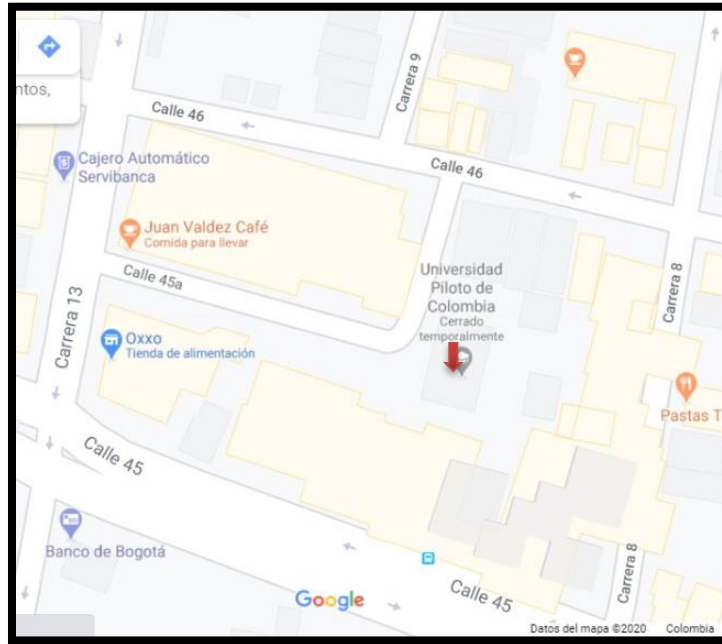 ntos,
Carrera 9
Calle 46
Calle 46
Cajero Automático
Servibanca
Juan Valdez Café
Comida para llevar
Calle 45a
Universidad
Piloto de
Colombia
Cerrado
temporalmente
Carrera 8
Carrera 13
Oxxo
Tienda de alimentación
Pastas T
Calle 45
Banco de Bogotá
Carrera 8
Calle 45
Google
Datos del mapa ©2020 Colombia